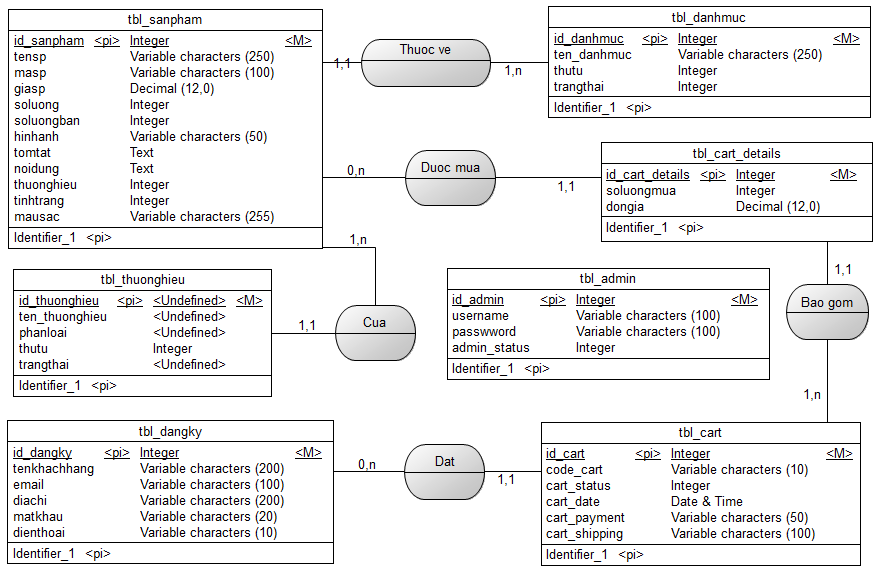 tbl_sanpham
id_sanpham <pi> Integer <M>
tensp Variable characters (250)
masp Variable characters (100)
giasp Decimal (12,0)
soluong Integer
soluongban Integer
hinhanh Variable characters (50)
tomtat Text
noidung Text
thuonghieu Integer
tinhtrang Integer
mausac Variable characters (255)
Identifier_1 <pi>
1,1
Thuoc ve
1,n
tbl_danhmuc
id_danhmuc <pi> Integer <M>
ten_danhmuc Variable characters (250)
thutu Integer
trangthai Integer
Identifier_1 <pi>
0,n
Duoc mua
1,1
tbl_cart_details
id_cart_details <pi> Integer <M>
soluongmua Integer
dongia Decimal (12,0)
Identifier_1 <pi>
1,n
tbl_thuonghieu
id_thuonghieu <pi> <Undefined> <M>
ten_thuonghieu <Undefined>
phanloai <Undefined>
thutu Integer
trangthai <Undefined>
Identifier_1 <pi>
1,1
Cua
tbl_admin
id_admin <pi> Integer <M>
username Variable characters (100)
passwword Variable characters (100)
admin_status Integer
Identifier_1 <pi>
1,1
Bao gom
1,n
tbl_dangky
id_dangky <pi> Integer <M>
tenkhachhang Variable characters (200)
email Variable characters (100)
diachi Variable characters (200)
matkhau Variable characters (20)
dienthoai Variable characters (10)
Identifier_1 <pi>
0,n
Dat
1,1
tbl_cart
id_cart <pi> Integer <M>
code_cart Variable characters (10)
cart_status Integer
cart_date Date & Time
cart_payment Variable characters (50)
cart_shipping Variable characters (100)
Identifier_1 <pi>